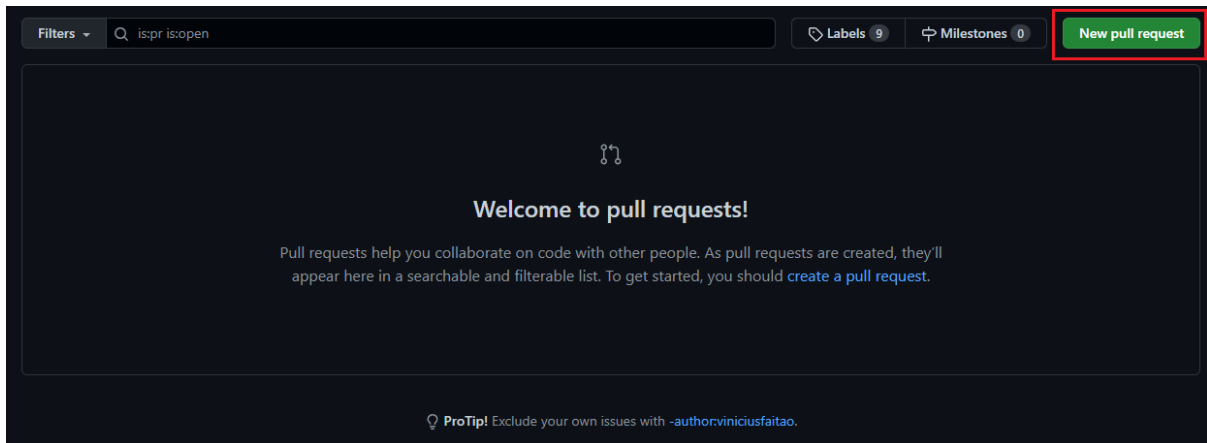 Filters is:pr is:open Labels 9 Milestones 0 New pull request
Welcome to pull requests!
Pull requests help you collaborate on code with other people. As pull requests are created, they'll
appear here in a searchable and filterable list. To get started, you should create a pull request.
ProTip! Exclude your own issues with -author:viniciusfaitao.